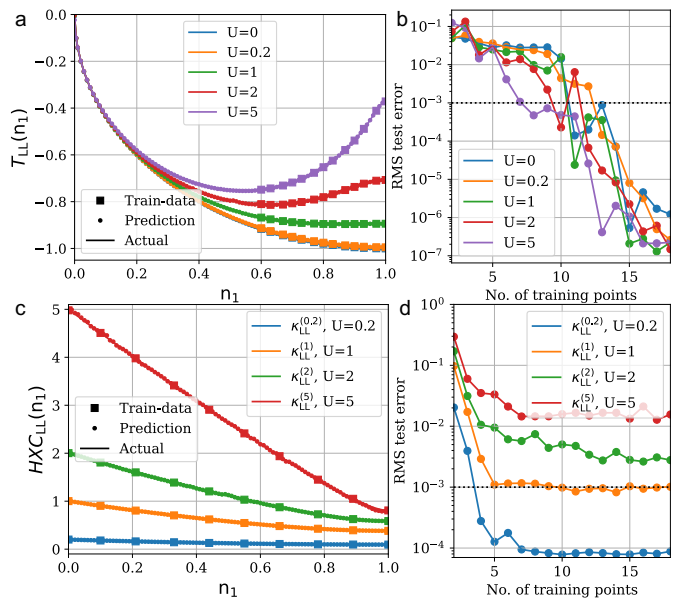 a
T_LL(n₁)
0.0
−0.2
−0.4
−0.6
−0.8
−1.0
U=0
U=0.2
U=1
U=2
U=5
Train-data
Prediction
Actual
0.0 0.2 0.4 0.6 0.8 1.0
n₁
b
RMS test error
10⁻¹
10⁻²
10⁻³
10⁻⁴
10⁻⁵
10⁻⁶
10⁻⁷
U=0
U=0.2
U=1
U=2
U=5
5 10 15
No. of training points
c
HXC_LL(n₁)
5
4
3
2
1
0
κ_LL^(0.2), U=0.2
κ_LL^(1), U=1
κ_LL^(2), U=2
κ_LL^(5), U=5
Train-data
Prediction
Actual
0.0 0.2 0.4 0.6 0.8 1.0
n₁
d
RMS test error
10⁰
10⁻¹
10⁻²
10⁻³
10⁻⁴
κ_LL^(0.2), U=0.2
κ_LL^(1), U=1
κ_LL^(2), U=2
κ_LL^(5), U=5
5 10 15
No. of training points